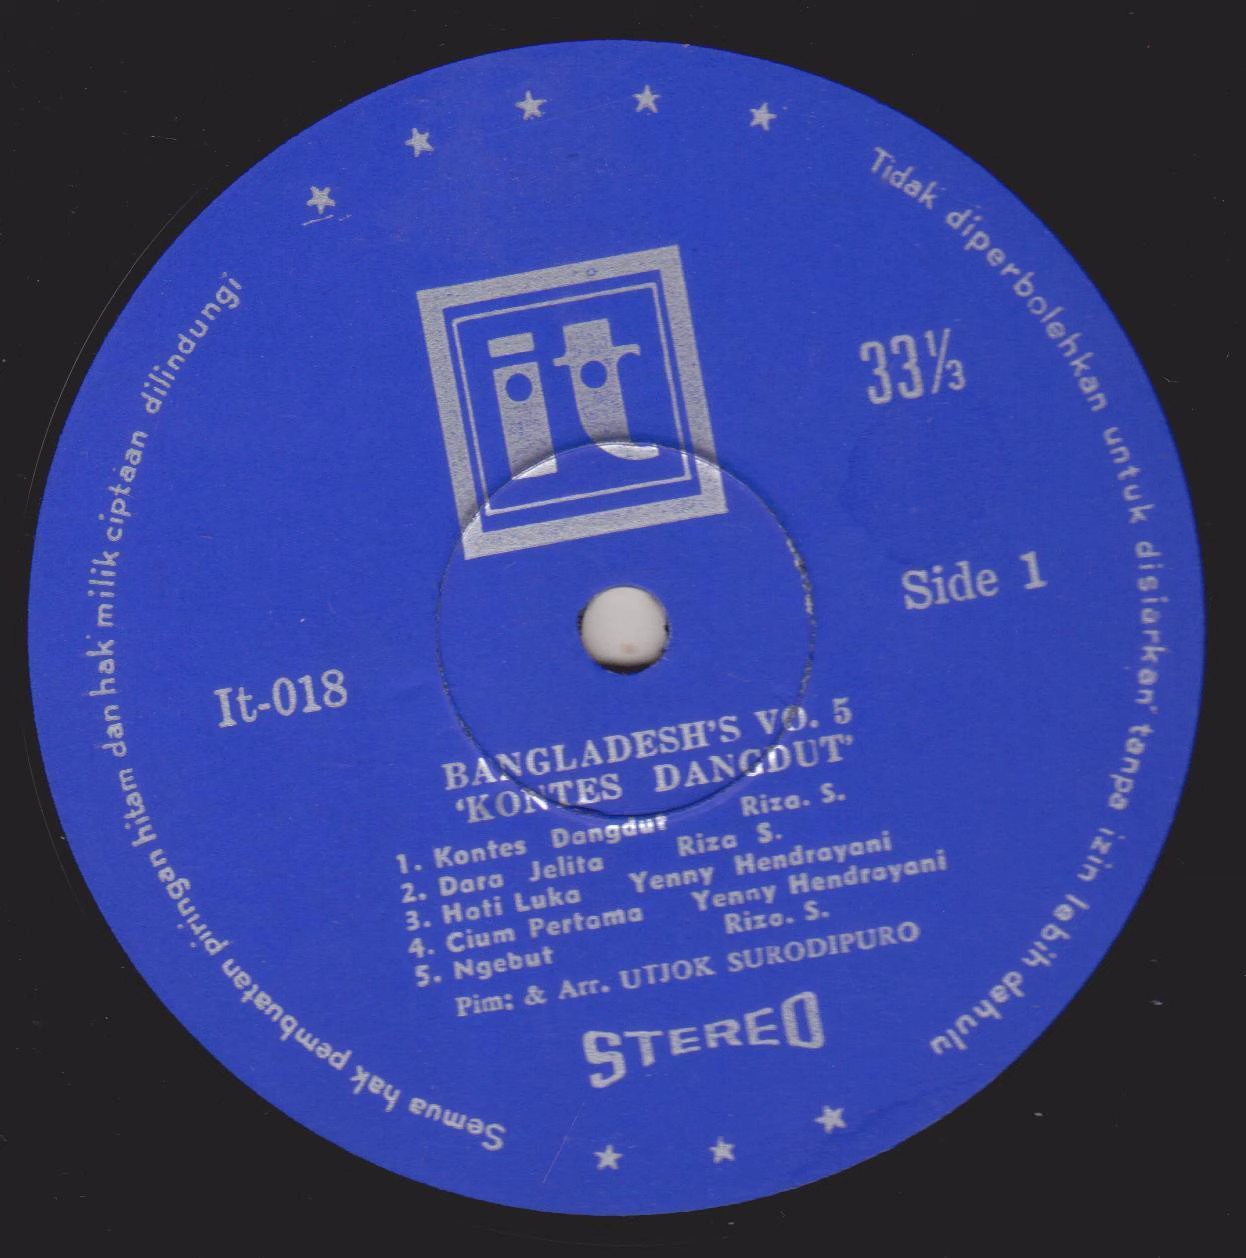 it
33⅓
Side 1
It-018
BANGLADESH'S VO. 5
'KONTES DANGDUT'
1. Kontes Dangdut Riza. S.
2. Dara Jelita Riza S.
3. Hati Luka Yenny Hendrayani
4. Cium Pertama Yenny Hendrayani
5. Ngebut Riza. S.
Pim: & Arr. UTJOK SURODIPURO
STEREO
Semua hak pembuatan piringan hitam dan hak milik ciptaan dilindungi
Tidak diperbolehkan untuk disiarkan tanpa izin lebih dahulu